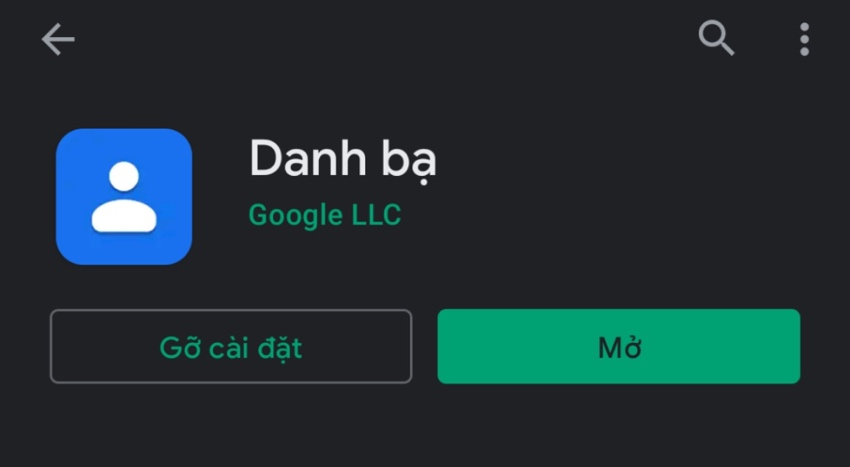 Danh bạ
Google LLC
Gỡ cài đặt
Mở